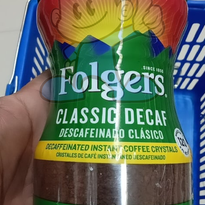 SINCE 1850
Folgers
CLASSIC DECAF
DESCAFEINADO CLÁSICO
DECAFFEINATED INSTANT COFFEE CRYSTALS
CRISTALES DE CAFÉ INSTANTÁNEO DESCAFEINADO